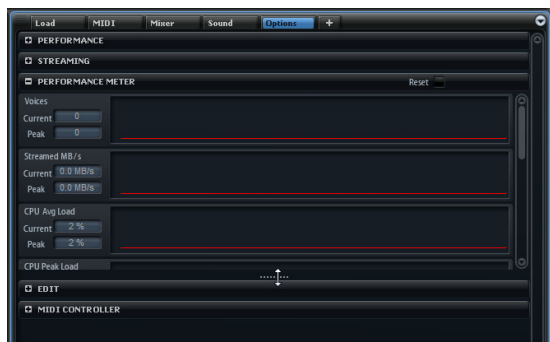 Load MIDI Mixer Sound Options +
PERFORMANCE
STREAMING
PERFORMANCE METER Reset
Voices
Current 0
Peak 0
Streamed MB/s
Current 0.0 MB/s
Peak 0.0 MB/s
CPU Avg Load
Current 2 %
Peak 2 %
CPU Peak Load
EDIT
MIDI CONTROLLER